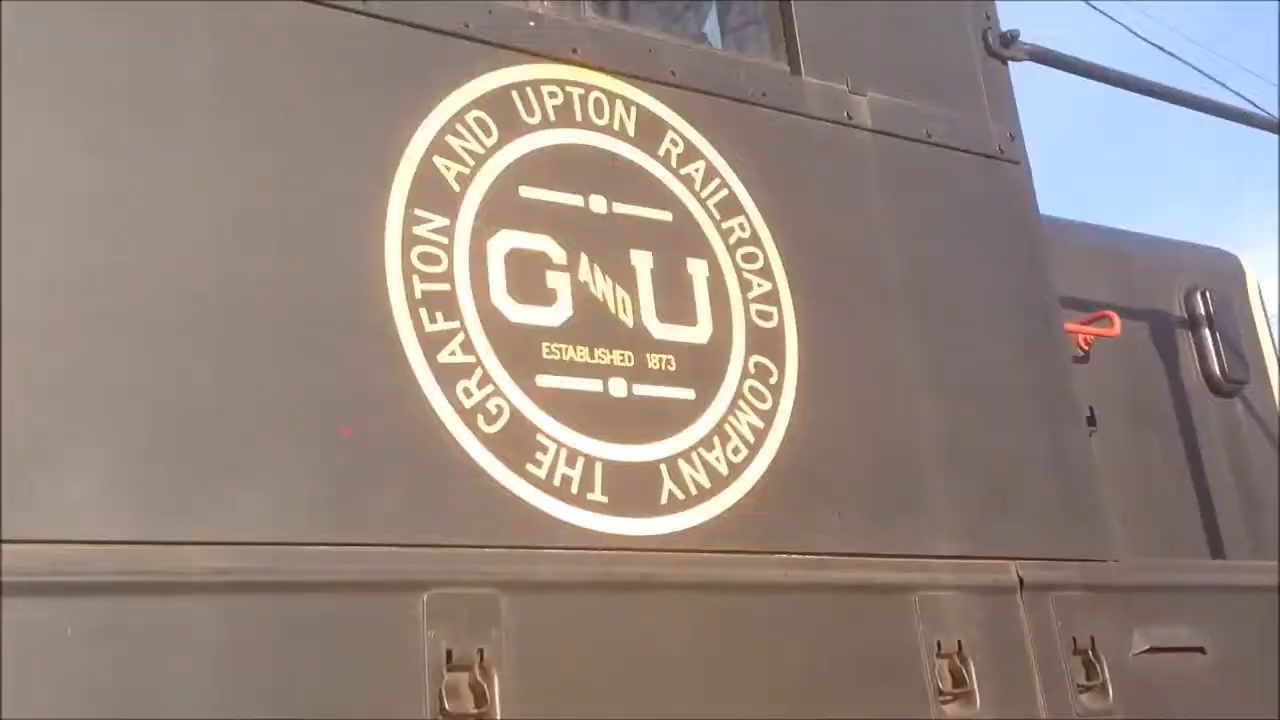 THE GRAFTON AND UPTON RAILROAD COMPANY
G AND U
ESTABLISHED 1873